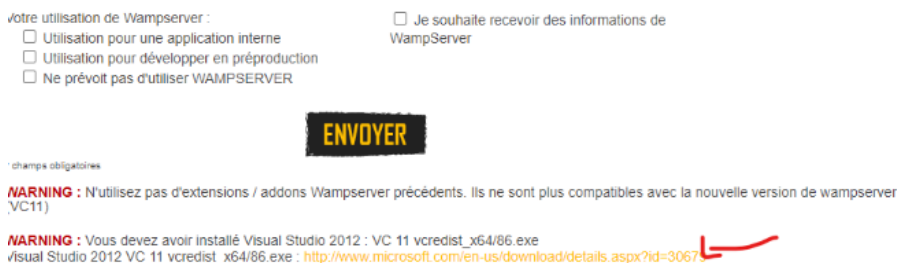 Votre utilisation de Wampserver :
Je souhaite recevoir des informations de
WampServer
Utilisation pour une application interne
Utilisation pour développer en préproduction
Ne prévoit pas d'utiliser WAMPSERVER
ENVOYER
champs obligatoires
WARNING : N'utilisez pas d'extensions / addons Wampserver précédents. Ils ne sont plus compatibles avec la nouvelle version de wampserver
(VC11)
WARNING : Vous devez avoir installé Visual Studio 2012 : VC 11 vcredist_x64/86.exe
Visual Studio 2012 VC 11 vcredist_x64/86.exe : http://www.microsoft.com/en-us/download/details.aspx?id=30679